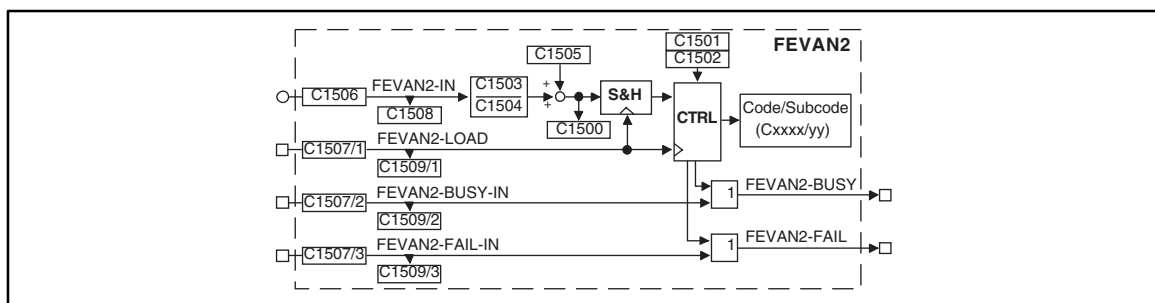 FEVAN2
C1501
C1502
C1505
C1506
FEVAN2-IN
C1503
C1504
+
+
S&H
CTRL
Code/Subcode
(Cxxxx/yy)
C1508
C1500
C1507/1
FEVAN2-LOAD
C1509/1
C1507/2
FEVAN2-BUSY-IN
C1509/2
1
FEVAN2-BUSY
C1507/3
FEVAN2-FAIL-IN
C1509/3
1
FEVAN2-FAIL